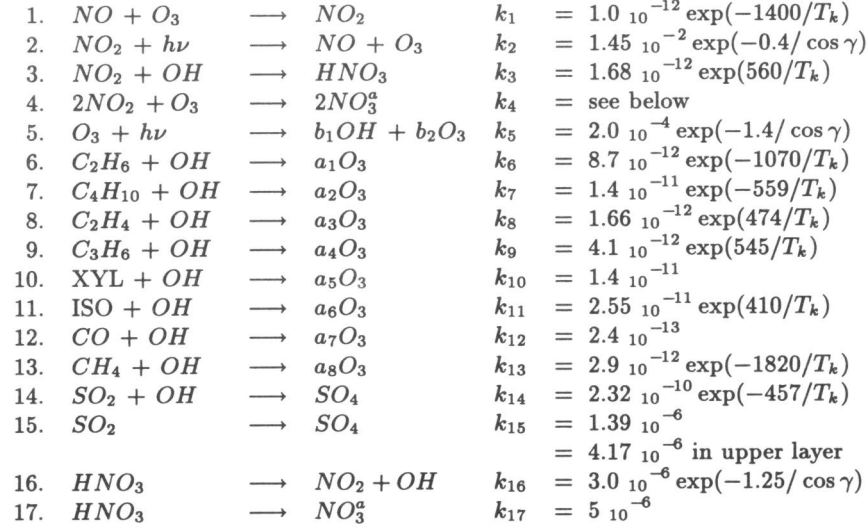 1. NO + O₃ ⟶ NO₂ k₁ = 1.0 ₁₀⁻¹² exp(−1400/Tₖ)
2. NO₂ + hν ⟶ NO + O₃ k₂ = 1.45 ₁₀⁻² exp(−0.4/ cos γ)
3. NO₂ + OH ⟶ HNO₃ k₃ = 1.68 ₁₀⁻¹² exp(560/Tₖ)
4. 2NO₂ + O₃ ⟶ 2NO₃ᵃ k₄ = see below
5. O₃ + hν ⟶ b₁OH + b₂O₃ k₅ = 2.0 ₁₀⁻⁴ exp(−1.4/ cos γ)
6. C₂H₆ + OH ⟶ a₁O₃ k₆ = 8.7 ₁₀⁻¹² exp(−1070/Tₖ)
7. C₄H₁₀ + OH ⟶ a₂O₃ k₇ = 1.4 ₁₀⁻¹¹ exp(−559/Tₖ)
8. C₂H₄ + OH ⟶ a₃O₃ k₈ = 1.66 ₁₀⁻¹² exp(474/Tₖ)
9. C₃H₆ + OH ⟶ a₄O₃ k₉ = 4.1 ₁₀⁻¹² exp(545/Tₖ)
10. XYL + OH ⟶ a₅O₃ k₁₀ = 1.4 ₁₀⁻¹¹
11. ISO + OH ⟶ a₆O₃ k₁₁ = 2.55 ₁₀⁻¹¹ exp(410/Tₖ)
12. CO + OH ⟶ a₇O₃ k₁₂ = 2.4 ₁₀⁻¹³
13. CH₄ + OH ⟶ a₈O₃ k₁₃ = 2.9 ₁₀⁻¹² exp(−1820/Tₖ)
14. SO₂ + OH ⟶ SO₄ k₁₄ = 2.32 ₁₀⁻¹⁰ exp(−457/Tₖ)
15. SO₂ ⟶ SO₄ k₁₅ = 1.39 ₁₀⁻⁶
= 4.17 ₁₀⁻⁶ in upper layer
16. HNO₃ ⟶ NO₂ + OH k₁₆ = 3.0 ₁₀⁻⁶ exp(−1.25/ cos γ)
17. HNO₃ ⟶ NO₃ᵃ k₁₇ = 5 ₁₀⁻⁶